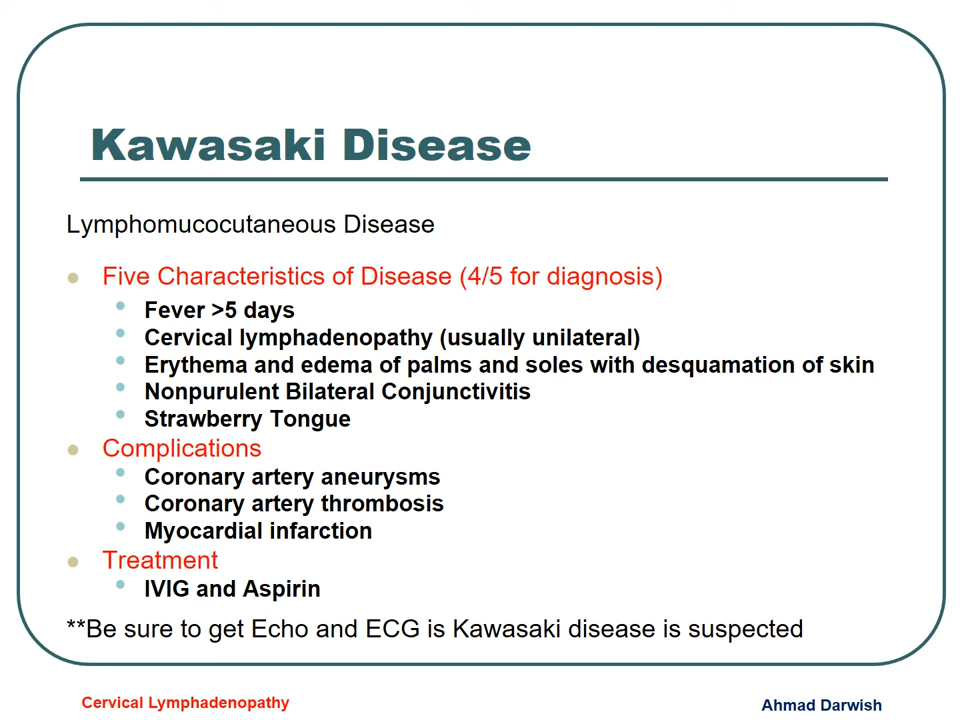 Kawasaki Disease
Lymphomucocutaneous Disease
Five Characteristics of Disease (4/5 for diagnosis)
Fever >5 days
Cervical lymphadenopathy (usually unilateral)
Erythema and edema of palms and soles with desquamation of skin
Nonpurulent Bilateral Conjunctivitis
Strawberry Tongue
Complications
Coronary artery aneurysms
Coronary artery thrombosis
Myocardial infarction
Treatment
IVIG and Aspirin
**Be sure to get Echo and ECG is Kawasaki disease is suspected
Cervical Lymphadenopathy
Ahmad Darwish